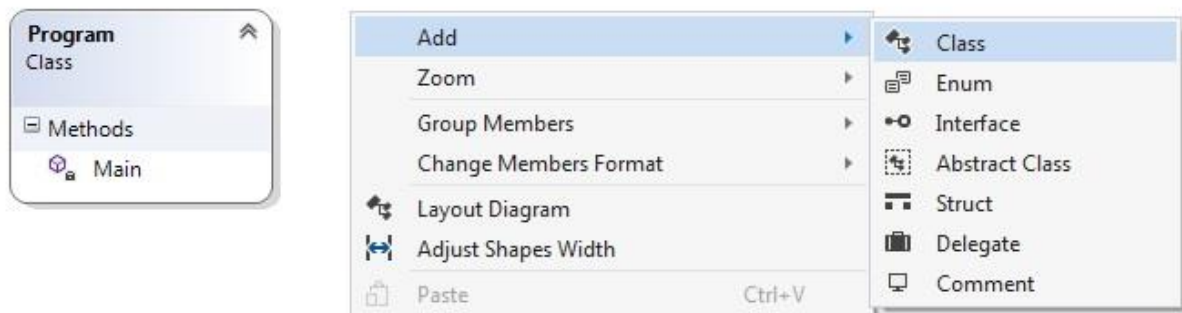 Program
Class
Methods
Main
Add
Zoom
Group Members
Change Members Format
Layout Diagram
Adjust Shapes Width
Paste Ctrl+V
Class
Enum
Interface
Abstract Class
Struct
Delegate
Comment